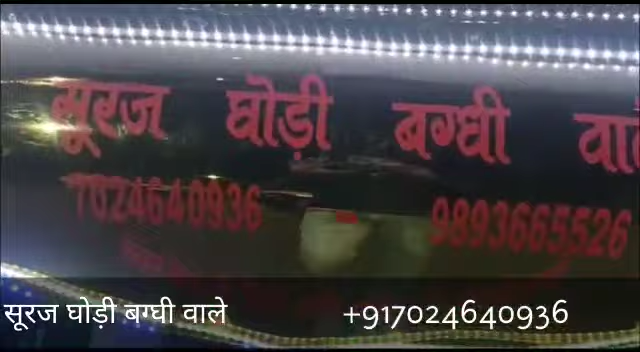 सूरज घोड़ी बग्घी वाले
7024640936 9893665526
सूरज घोड़ी बग्घी वाले +917024640936